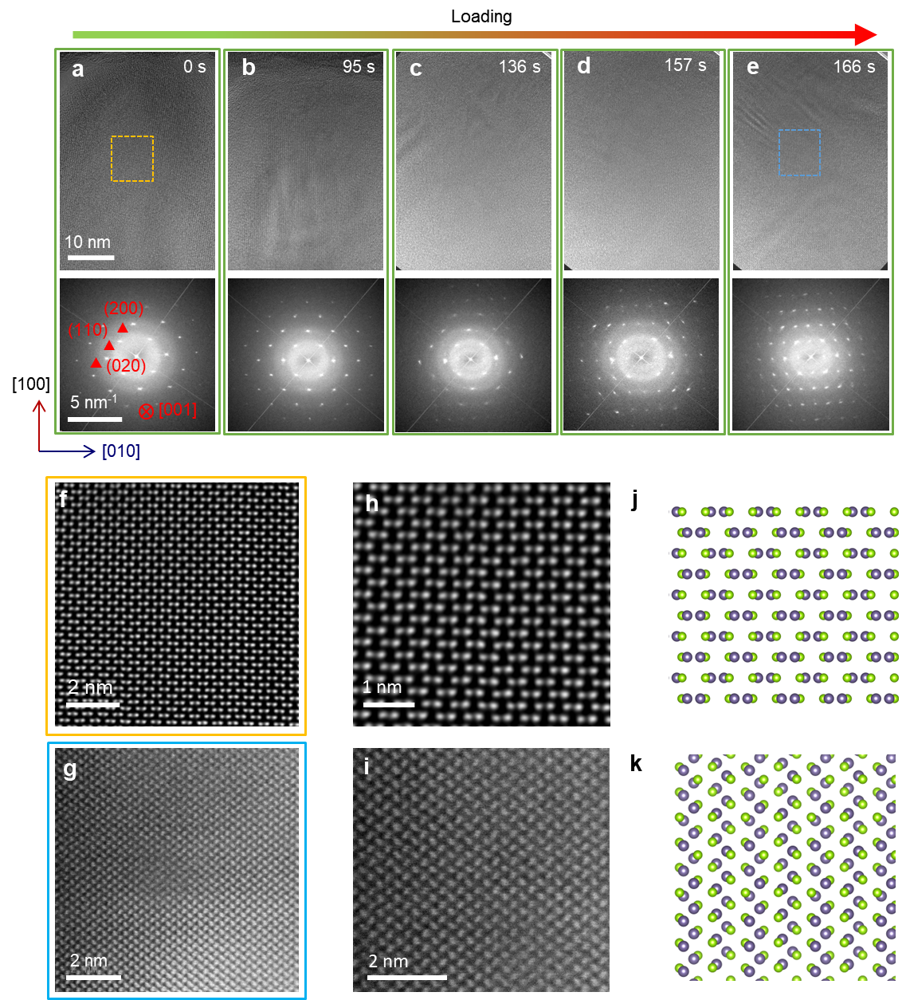 Loading
a
0 s
b
95 s
c
136 s
d
157 s
e
166 s
10 nm
(200)
(110)
(020)
5 nm-1
[001]
[100]
[010]
f
2 nm
h
1 nm
j
g
2 nm
i
2 nm
k